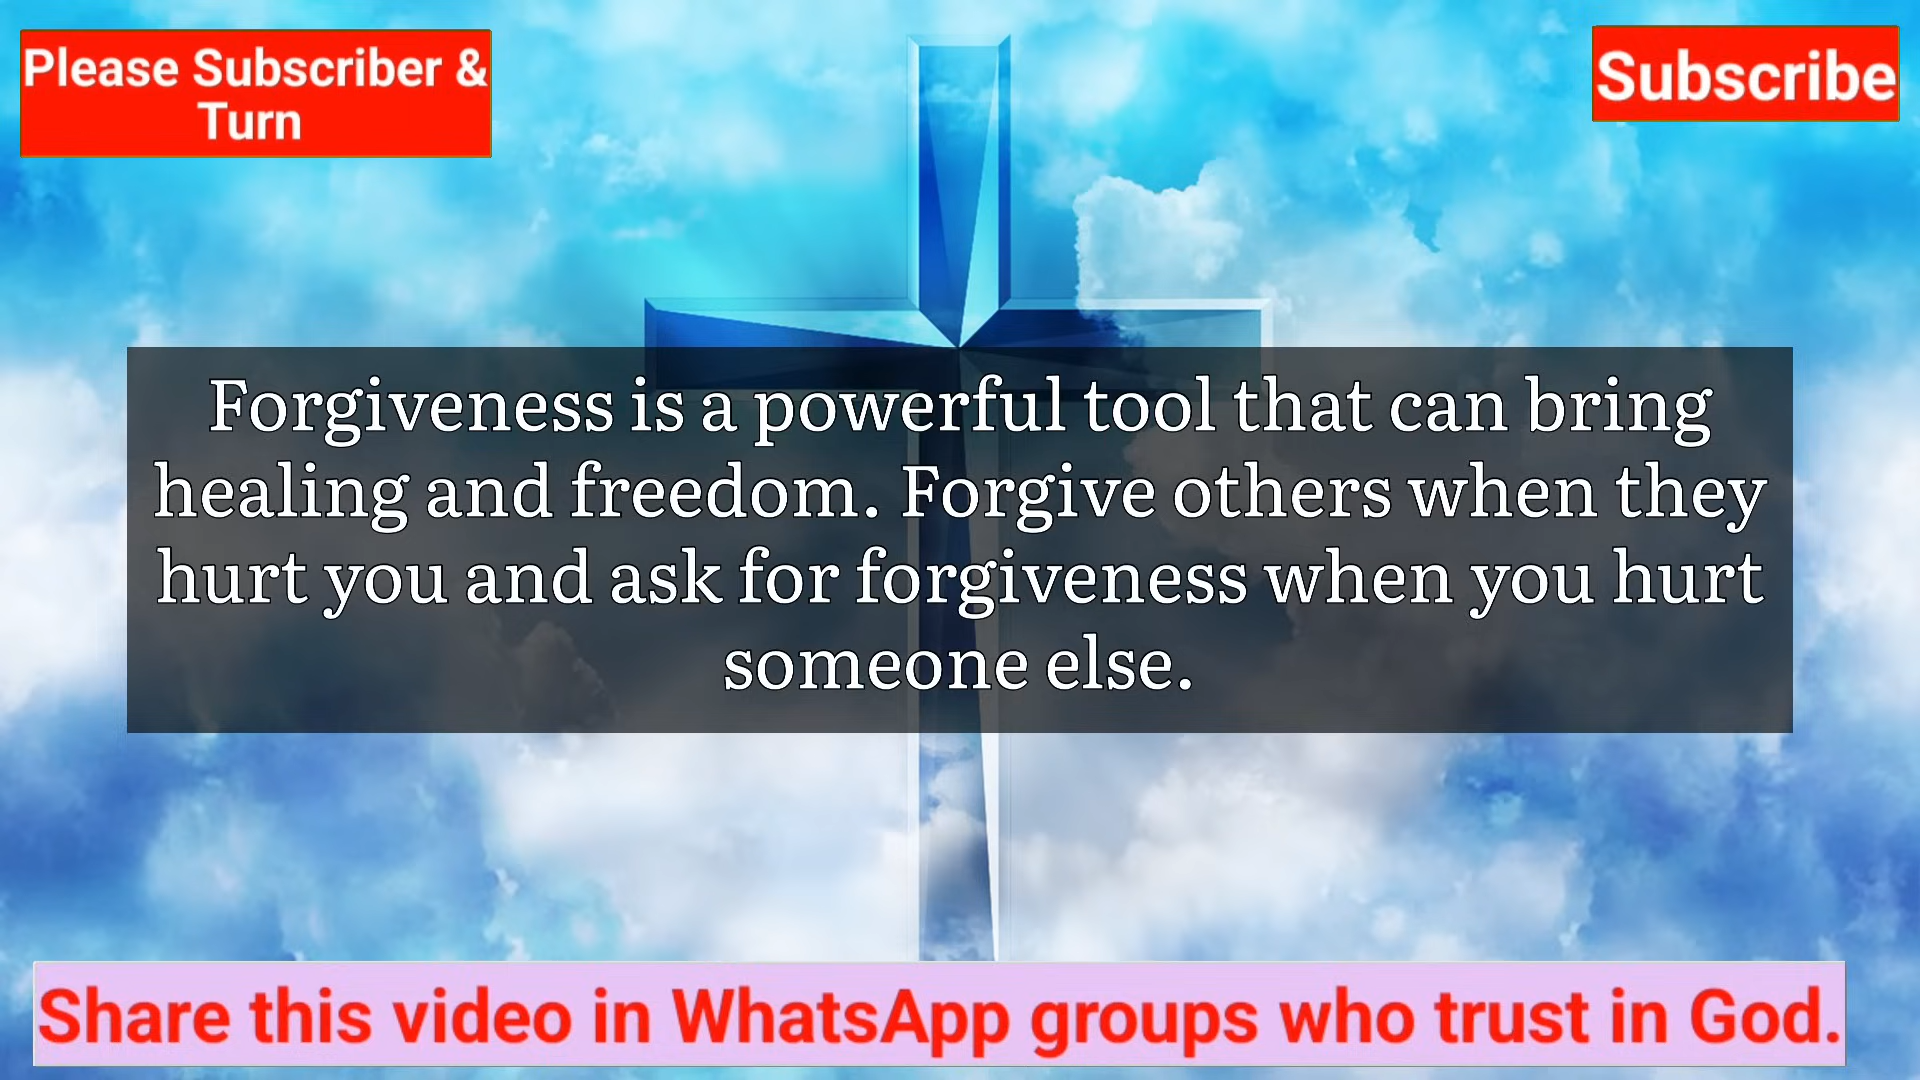 Please Subscriber &
Turn
Subscribe
Forgiveness is a powerful tool that can bring
healing and freedom. Forgive others when they
hurt you and ask for forgiveness when you hurt
someone else.
Share this video in WhatsApp groups who trust in God.